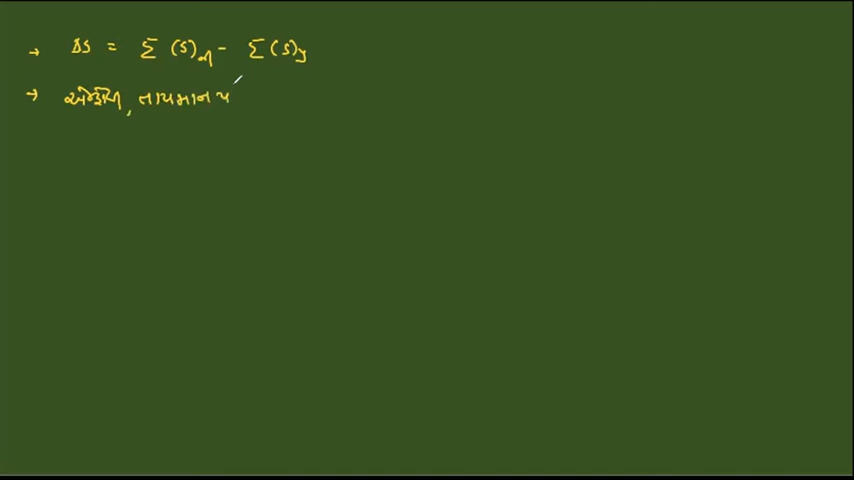 → ΔS = Σ (S)ની - Σ (S)પ્ર
→ એન્ટ્રોપી, તાપમાન પ